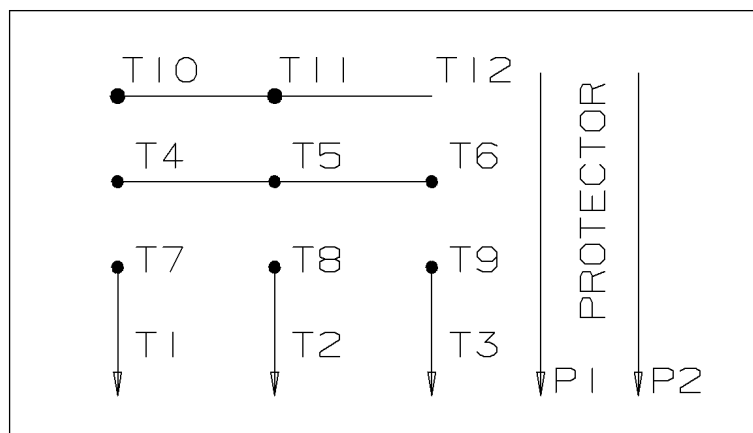 T10 T11 T12
T4 T5 T6
T7 T8 T9
T1 T2 T3
PROTECTOR
P1 P2